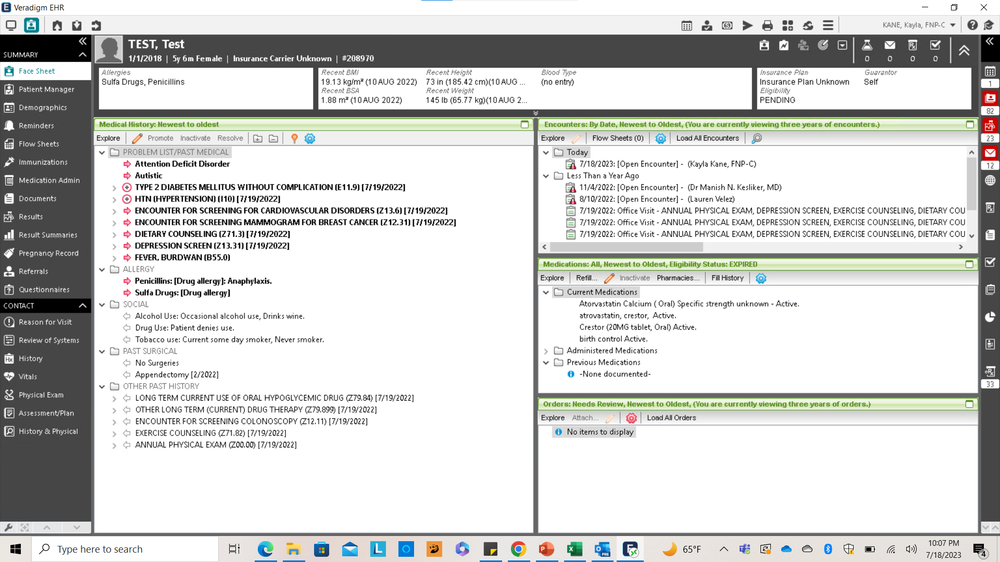 Veradigm EHR
KANE, Kayla, FNP-C
SUMMARY
Face Sheet
Patient Manager
Demographics
Reminders
Flow Sheets
Immunizations
Medication Admin
Documents
Results
Result Summaries
Pregnancy Record
Referrals
Questionnaires
CONTACT
Reason for Visit
Review of Systems
History
Vitals
Physical Exam
Assessment/Plan
History & Physical
TEST, Test
1/1/2018 | 5y 6m Female | Insurance Carrier Unknown | #208970
0 0 0 0
Allergies
Sulfa Drugs, Penicillins
Recent BMI Recent Height Blood Type
19.13 kg/m² (10 AUG 2022) 73 in (185.42 cm)(10 AUG ... (no entry)
Recent BSA Recent Weight
1.88 m² (10 AUG 2022) 145 lb (65.77 kg)(10 AUG 2...
Insurance Plan Guarantor
Insurance Plan Unknown Self
Eligibility
PENDING
Medical History: Newest to oldest
Explore Promote Inactivate Resolve
PROBLEM LIST/PAST MEDICAL
Attention Deficit Disorder
Autistic
TYPE 2 DIABETES MELLITUS WITHOUT COMPLICATION (E11.9) [7/19/2022]
HTN (HYPERTENSION) (I10) [7/19/2022]
ENCOUNTER FOR SCREENING FOR CARDIOVASCULAR DISORDERS (Z13.6) [7/19/2022]
ENCOUNTER FOR SCREENING MAMMOGRAM FOR BREAST CANCER (Z12.31) [7/19/2022]
DIETARY COUNSELING (Z71.3) [7/19/2022]
DEPRESSION SCREEN (Z13.31) [7/19/2022]
FEVER, BURDWAN (B55.0)
ALLERGY
Penicillins: [Drug allergy]: Anaphylaxis.
Sulfa Drugs: [Drug allergy]
SOCIAL
Alcohol Use: Occasional alcohol use, Drinks wine.
Drug Use: Patient denies use.
Tobacco use: Current some day smoker, Never smoker.
PAST SURGICAL
No Surgeries
Appendectomy [2/2022]
OTHER PAST HISTORY
LONG TERM CURRENT USE OF ORAL HYPOGLYCEMIC DRUG (Z79.84) [7/19/2022]
OTHER LONG TERM (CURRENT) DRUG THERAPY (Z79.899) [7/19/2022]
ENCOUNTER FOR SCREENING COLONOSCOPY (Z12.11) [7/19/2022]
EXERCISE COUNSELING (Z71.82) [7/19/2022]
ANNUAL PHYSICAL EXAM (Z00.00) [7/19/2022]
Encounters: By Date, Newest to Oldest, (You are currently viewing three years of encounters.)
Explore Flow Sheets (0) Load All Encounters
Today
7/18/2023: [Open Encounter] - (Kayla Kane, FNP-C)
Less Than a Year Ago
11/4/2022: [Open Encounter] - (Dr Manish N. Kesliker, MD)
8/10/2022: [Open Encounter] - (Lauren Velez)
7/19/2022: Office Visit - ANNUAL PHYSICAL EXAM, DEPRESSION SCREEN, EXERCISE COUNSELING, DIETARY COU
7/19/2022: Office Visit - ANNUAL PHYSICAL EXAM, DEPRESSION SCREEN, EXERCISE COUNSELING, DIETARY COU
7/19/2022: Office Visit - ANNUAL PHYSICAL EXAM, DEPRESSION SCREEN, EXERCISE COUNSELING, DIETARY COU
Medications: All, Newest to Oldest, Eligibility Status: EXPIRED
Explore Refill... Inactivate Pharmacies... Fill History
Current Medications
Atorvastatin Calcium ( Oral) Specific strength unknown - Active.
atrovastatin, crestor, Active.
Crestor (20MG tablet, Oral) Active.
birth control Active.
Administered Medications
Previous Medications
-None documented-
Orders: Needs Review, Newest to Oldest, (You are currently viewing three years of orders.)
Explore Attach... Load All Orders
No items to display
1
82
23
12
33
Type here to search
65°F
10:07 PM
7/18/2023
4